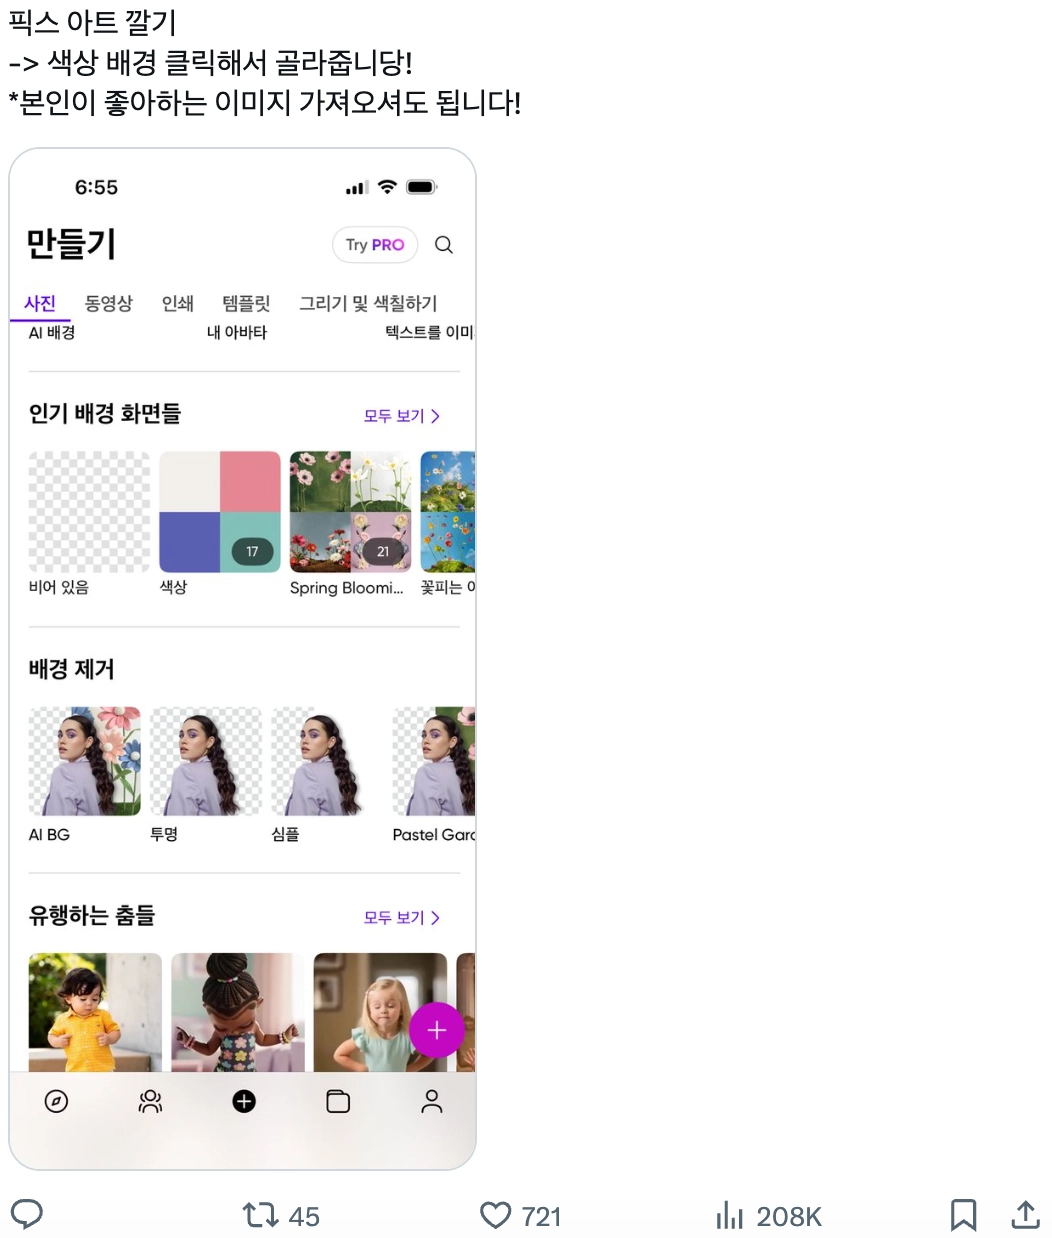 픽스 아트 깔기
-> 색상 배경 클릭해서 골라줍니당!
*본인이 좋아하는 이미지 가져오셔도 됩니다!
6:55
만들기
Try PRO
사진 동영상 인쇄 템플릿 그리기 및 색칠하기
AI 배경 내 아바타 텍스트를 이미
인기 배경 화면들 모두 보기 >
17 21
비어 있음 색상 Spring Bloomi... 꽃피는
배경 제거
AI BG 투명 심플 Pastel Gar
유행하는 춤들 모두 보기 >
45 721 208K